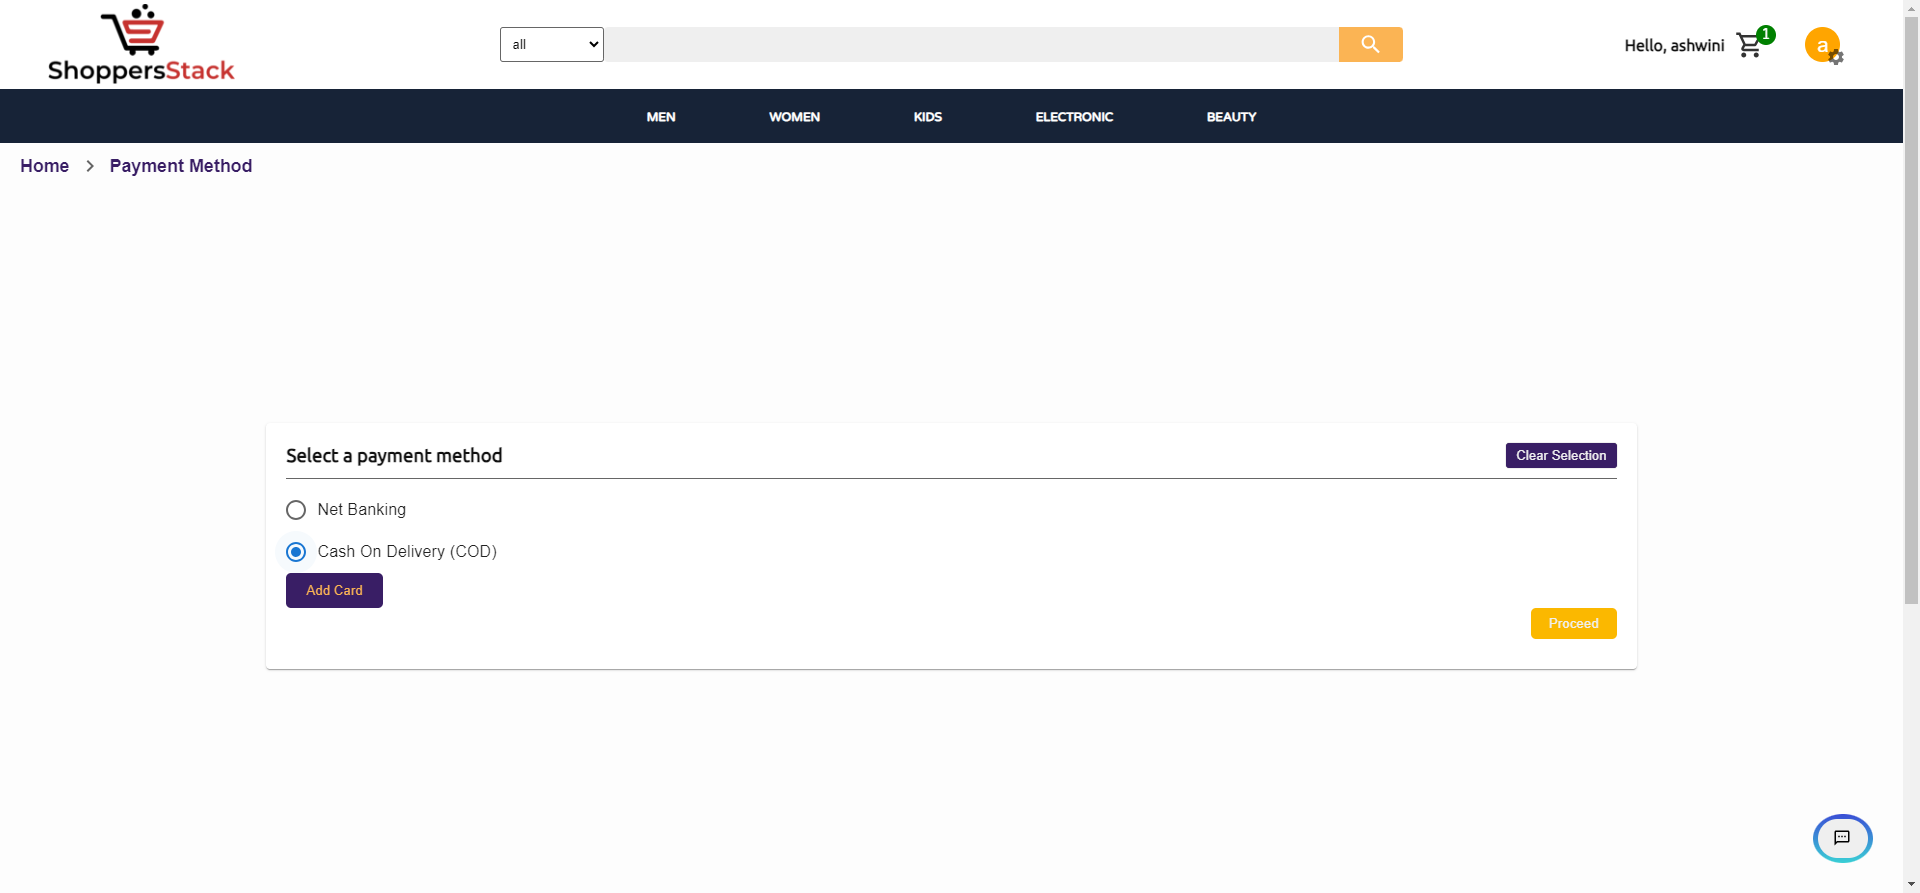 ShoppersStack
all
Hello, ashwini
1
a
MEN
WOMEN
KIDS
ELECTRONIC
BEAUTY
Home > Payment Method
Select a payment method
Clear Selection
Net Banking
Cash On Delivery (COD)
Add Card
Proceed